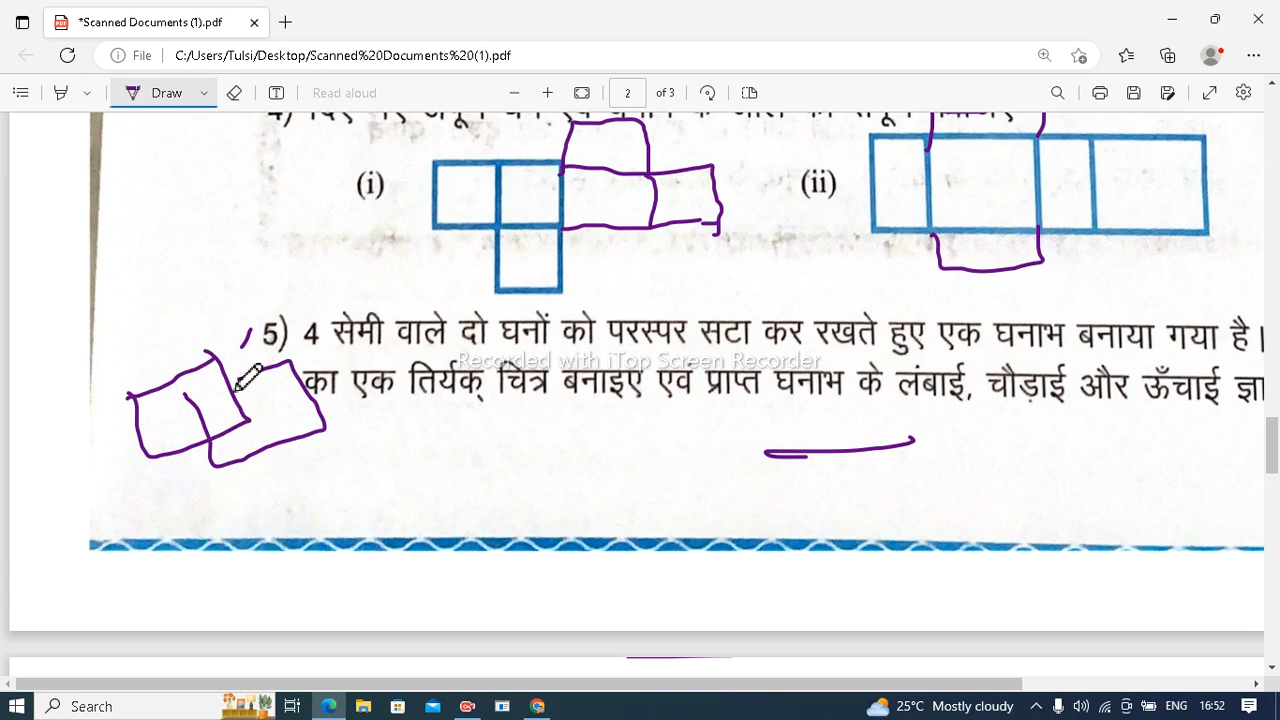 *Scanned Documents (1).pdf
File C:/Users/Tulsi/Desktop/Scanned%20Documents%20(1).pdf
Draw Read aloud 2 of 3
(i) (ii)
5) 4 सेमी वाले दो घनों को परस्पर सटा कर रखते हुए एक घनाभ बनाया गया है।
Recorded with iTop Screen Recorder
का एक तिर्यक् चित्र बनाइए एवं प्राप्त घनाभ के लंबाई, चौड़ाई और ऊँचाई
Search 25°C Mostly cloudy ENG 16:52